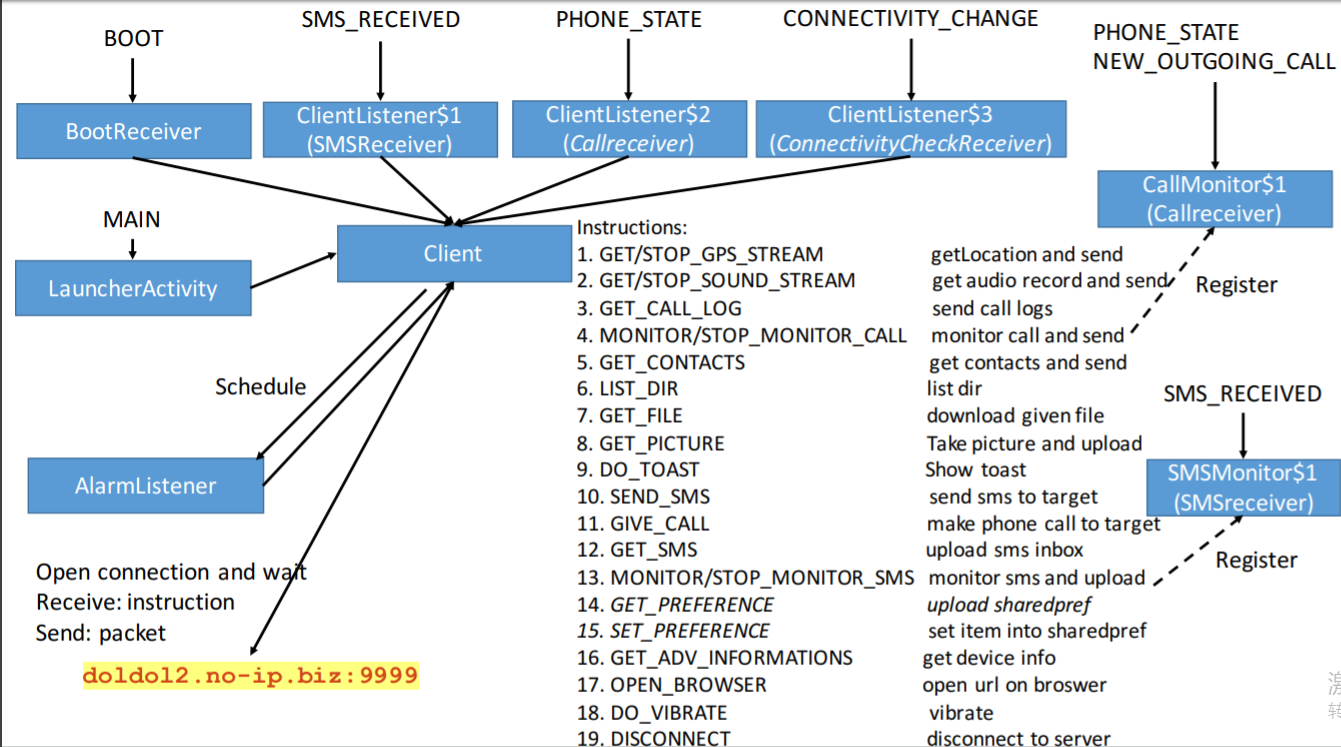 BOOT
SMS_RECEIVED
PHONE_STATE
CONNECTIVITY_CHANGE
PHONE_STATE
NEW_OUTGOING_CALL
BootReceiver
ClientListener$1
(SMSReceiver)
ClientListener$2
(Callreceiver)
ClientListener$3
(ConnectivityCheckReceiver)
CallMonitor$1
(Callreceiver)
MAIN
LauncherActivity
Client
Schedule
AlarmListener
Open connection and wait
Receive: instruction
Send: packet
doldol2.no-ip.biz:9999
Instructions:
1. GET/STOP_GPS_STREAM getLocation and send
2. GET/STOP_SOUND_STREAM get audio record and send
3. GET_CALL_LOG send call logs
4. MONITOR/STOP_MONITOR_CALL monitor call and send
5. GET_CONTACTS get contacts and send
6. LIST_DIR list dir
7. GET_FILE download given file
8. GET_PICTURE Take picture and upload
9. DO_TOAST Show toast
10. SEND_SMS send sms to target
11. GIVE_CALL make phone call to target
12. GET_SMS upload sms inbox
13. MONITOR/STOP_MONITOR_SMS monitor sms and upload
14. GET_PREFERENCE upload sharedpref
15. SET_PREFERENCE set item into sharedpref
16. GET_ADV_INFORMATIONS get device info
17. OPEN_BROWSER open url on broswer
18. DO_VIBRATE vibrate
19. DISCONNECT disconnect to server
Register
SMS_RECEIVED
SMSMonitor$1
(SMSreceiver)
Register